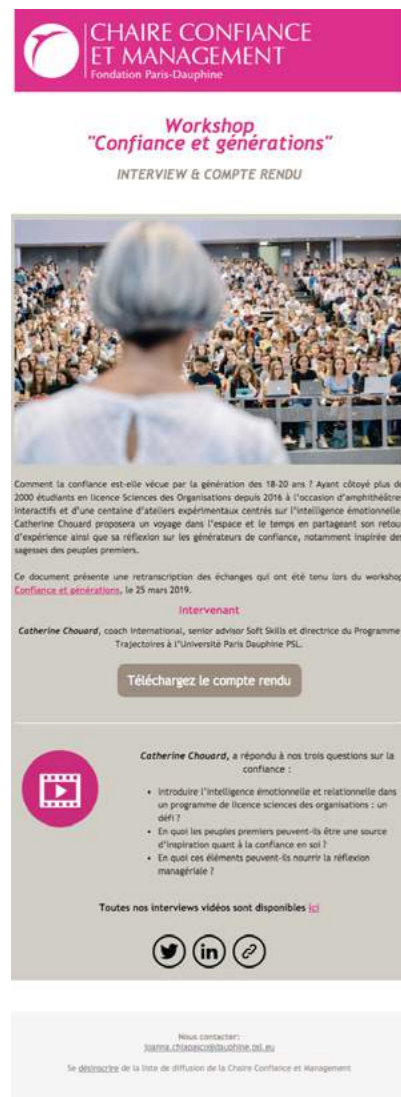 CHAIRE CONFIANCE
ET MANAGEMENT
Fondation Paris-Dauphine
Workshop
"Confiance et générations"
INTERVIEW & COMPTE RENDU
Comment la confiance est-elle vécue par la génération des 18-20 ans ? Ayant côtoyé plus de
2000 étudiants en licence Sciences des Organisations depuis 2016 à l'occasion d'amphithéâtre
interactifs et d'une centaine d'ateliers expérimentaux centrés sur l'intelligence émotionnelle
Catherine Chouard proposera un voyage dans l'espace et le temps en partageant son retou
d'expérience ainsi que sa réflexion sur les générateurs de confiance, notamment inspirée des
sagesses des peuples premiers.
Ce document présente une retranscription des échanges qui ont été tenu lors du workshop
Confiance et générations, le 25 mars 2019.
Intervenant
Catherine Chouard, coach international, senior advisor Soft Skills et directrice du Programme
Trajectoires à l'Université Paris Dauphine PSL.
Téléchargez le compte rendu
Catherine Chouard, a répondu à nos trois questions sur la
confiance :
• Introduire l'intelligence émotionnelle et relationnelle dans
un programme de licence sciences des organisations : un
défi ?
• En quoi les peuples premiers peuvent-ils être une source
d'inspiration quant à la confiance en soi ?
• En quoi ces éléments peuvent-ils nourrir la réflexion
managériale ?
Toutes nos interviews vidéos sont disponibles ici
in
Nous contacter:
Se désinscrire de la liste de diffusion de la Chaire Confiance et Management